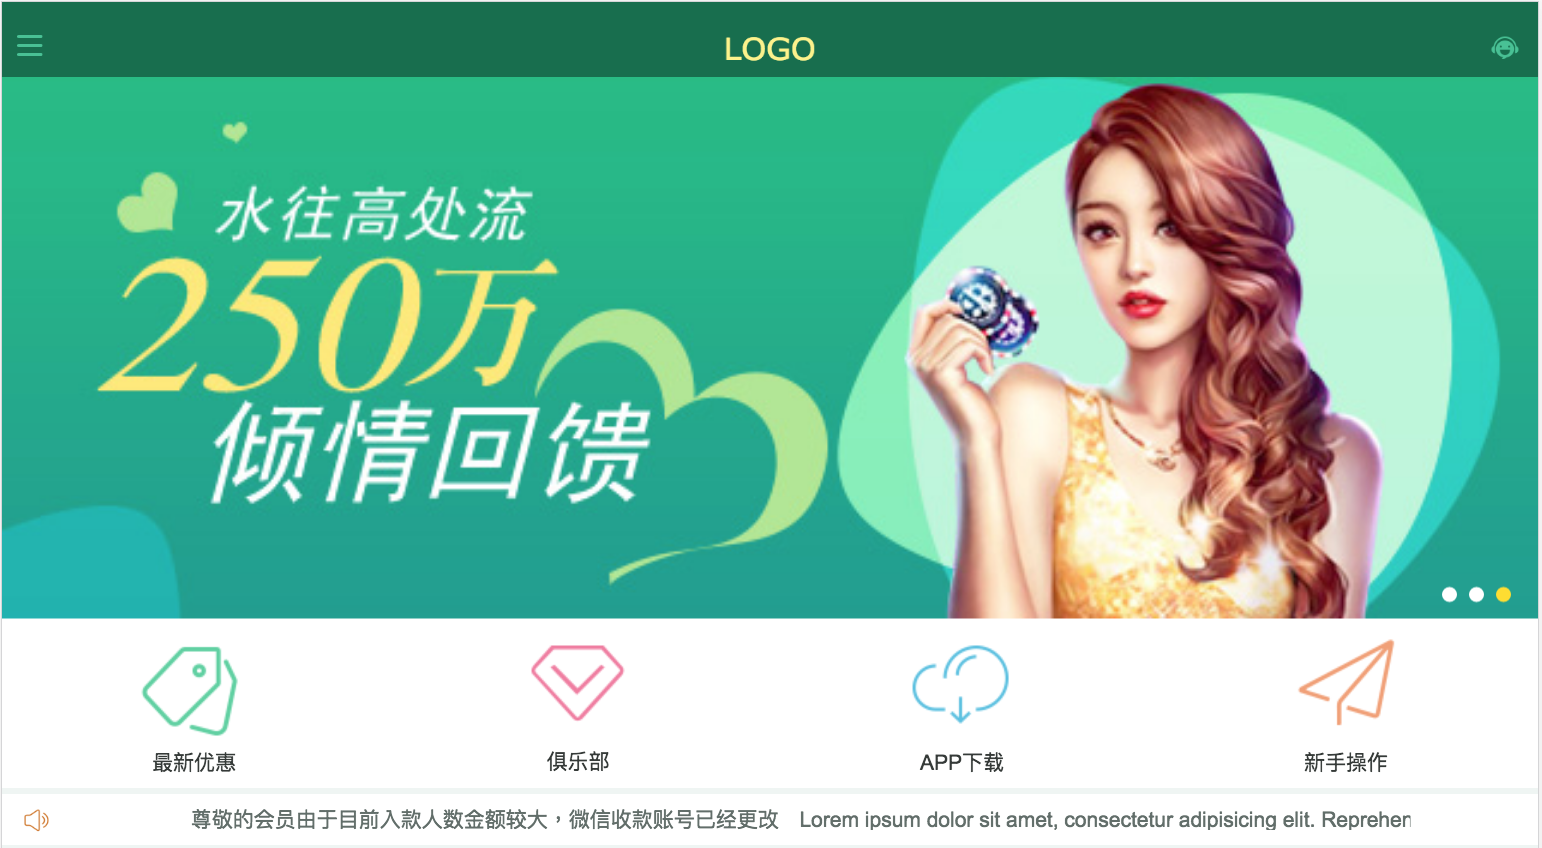 LOGO
水往高处流
250万
倾情回馈
最新优惠
俱乐部
APP下载
新手操作
尊敬的会员由于目前入款人数金额较大，微信收款账号已经更改 Lorem ipsum dolor sit amet, consectetur adipisicing elit. Reprehen